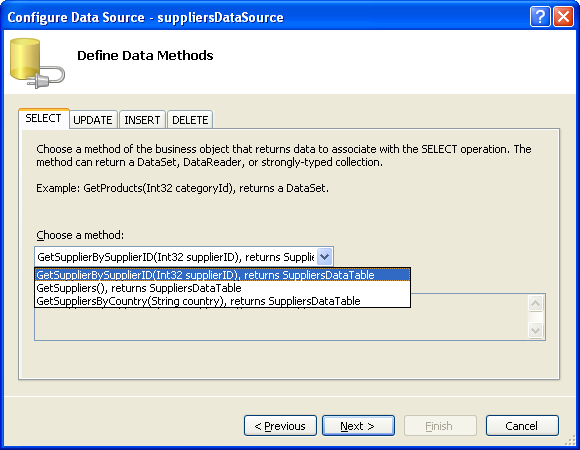 Configure Data Source - suppliersDataSource
Define Data Methods
SELECT UPDATE INSERT DELETE
Choose a method of the business object that returns data to associate with the SELECT operation. The
method can return a DataSet, DataReader, or strongly-typed collection.
Example: GetProducts(Int32 categoryId), returns a DataSet.
Choose a method:
GetSupplierBySupplierID(Int32 supplierID), returns Supplie
GetSupplierBySupplierID(Int32 supplierID), returns SuppliersDataTable
GetSuppliers(), returns SuppliersDataTable
GetSuppliersByCountry(String country), returns SuppliersDataTable
< Previous Next > Finish Cancel